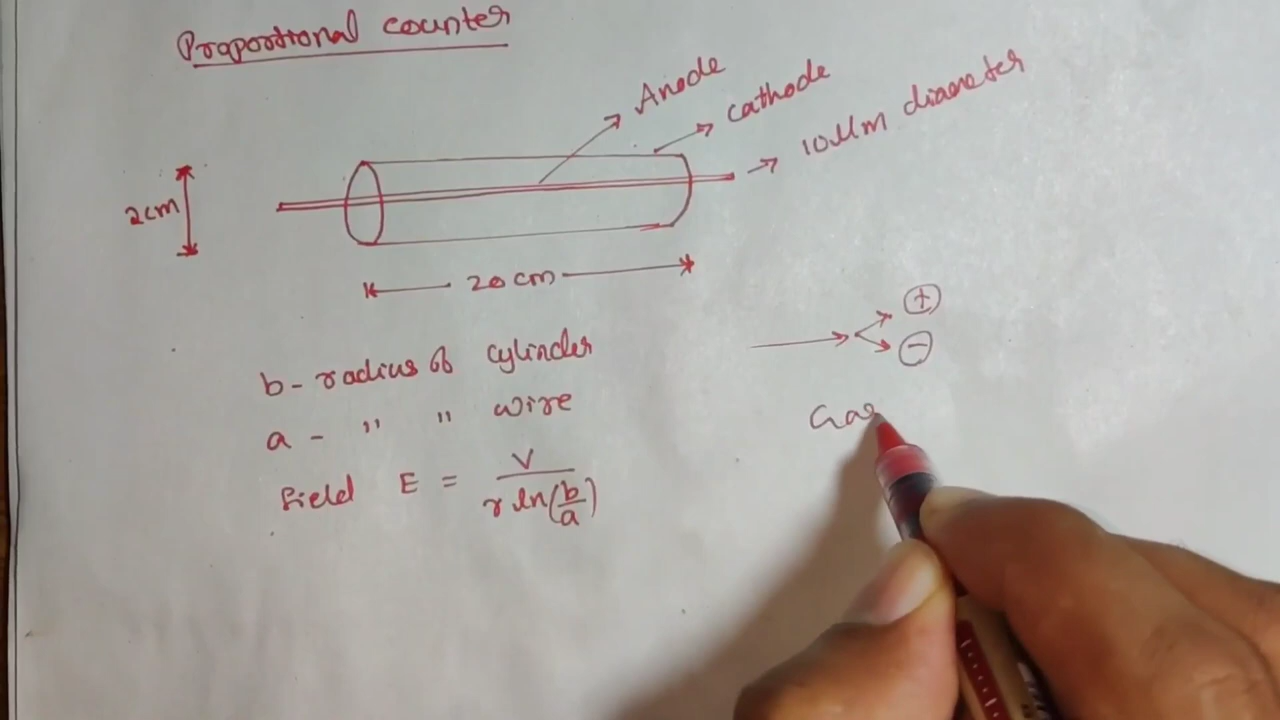 Proportional counter
Anode
cathode
10μm diameter
2cm
20 cm
b - radius of cylinder
a - " " wire
Field E = V / r ln(b/a)
+
-
Gas